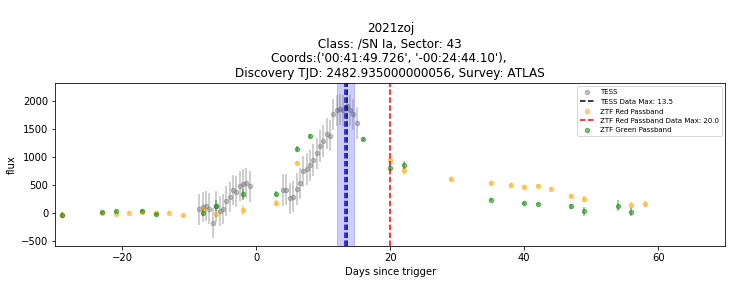 2021zoj
Class: /SN Ia, Sector: 43
Coords:('00:41:49.726', '-00:24:44.10'),
Discovery TJD: 2482.935000000056, Survey: ATLAS
TESS
TESS Data Max: 13.5
ZTF Red Passband
ZTF Red Passband Data Max: 20.0
ZTF Green Passband
flux
2000
1500
1000
500
0
−500
−20
0
20
40
60
Days since trigger